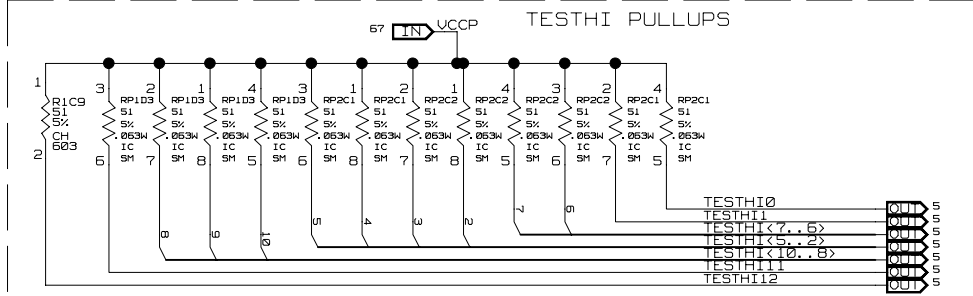 TESTHI PULLUPS
67 IN VCCP
1 3 2 1 4 3 1 2 1 4 3 2 4
R1C9 RP1D3 RP1D3 RP1D3 RP1D3 RP2C1 RP2C1 RP2C2 RP2C2 RP2C2 RP2C2 RP2C1 RP2C1
51 51 51 51 51 51 51 51 51 51 51 51 51
5% 5% 5% 5% 5% 5% 5% 5% 5% 5% 5% 5% 5%
.063W .063W .063W .063W .063W .063W .063W .063W .063W .063W .063W .063W
CH IC IC IC IC IC IC IC IC IC IC IC IC
603 SM SM SM SM SM SM SM SM SM SM SM SM
2 6 7 8 5 6 8 7 8 5 6 7 5
8 9 10 5 4 3 2 7 6
TESTHI0 OUT 5
TESTHI1 OUT 5
TESTHI<7..6> OUT 5
TESTHI<5..2> OUT 5
TESTHI<10..8> OUT 5
TESTHI11 OUT 5
TESTHI12 OUT 5